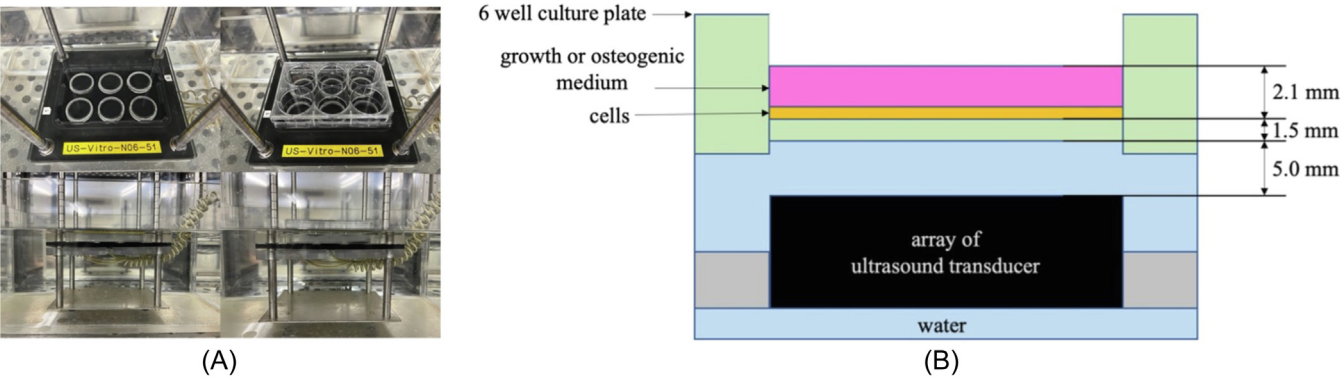 US-Vitro-N06-51
US-Vitro-N06-51
(A)
6 well culture plate
growth or osteogenic
medium
cells
2.1 mm
1.5 mm
5.0 mm
array of
ultrasound transducer
water
(B)